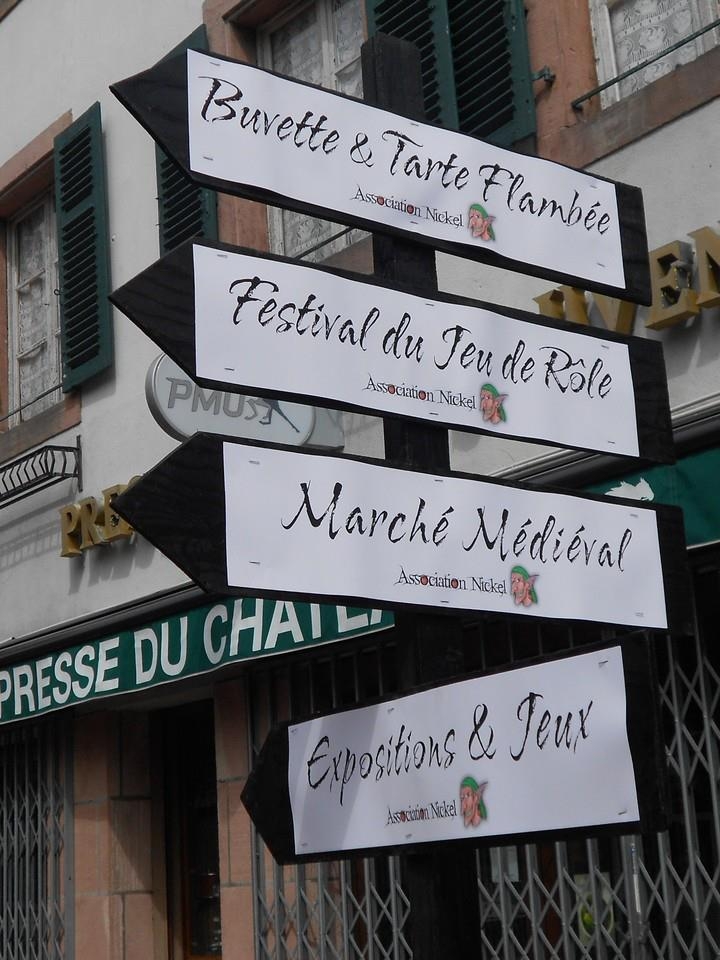 Buvette & Tarte Flambée
Association Nickel
Festival du Jeu de Rôle
Association Nickel
PMU
Marché Médiéval
Association Nickel
PRESSE DU CHATEA
Expositions & Jeux
Association Nickel